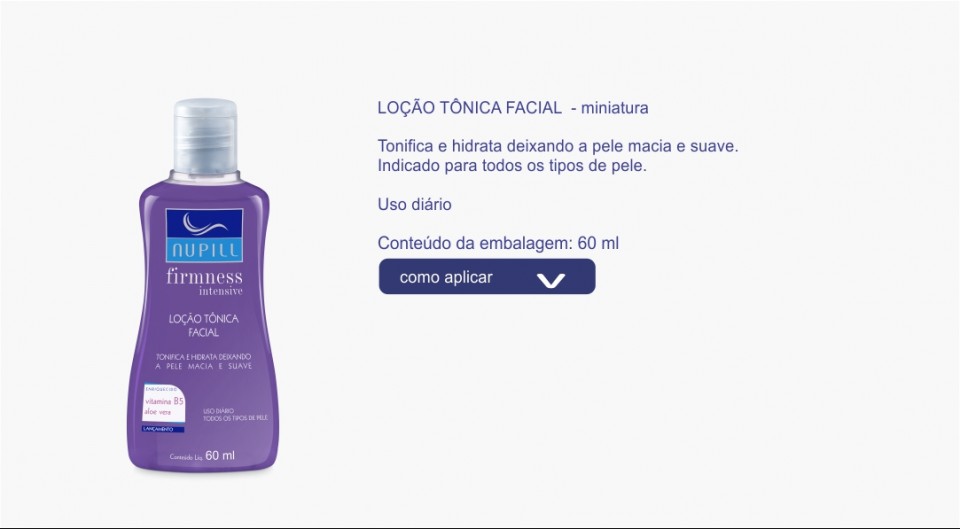 LOÇÃO TÔNICA FACIAL - miniatura
Tonifica e hidrata deixando a pele macia e suave.
Indicado para todos os tipos de pele.
Uso diário
Conteúdo da embalagem: 60 ml
como aplicar
NUPILL
firmness
intensive
LOÇÃO TÔNICA
FACIAL
TONIFICA E HIDRATA DEIXANDO
A PELE MACIA E SUAVE
ENRIQUECIDO
vitamina B5
aloe vera
LANÇAMENTO
USO DIÁRIO
TODOS OS TIPOS DE PELE
Conteúdo Líq. 60 ml